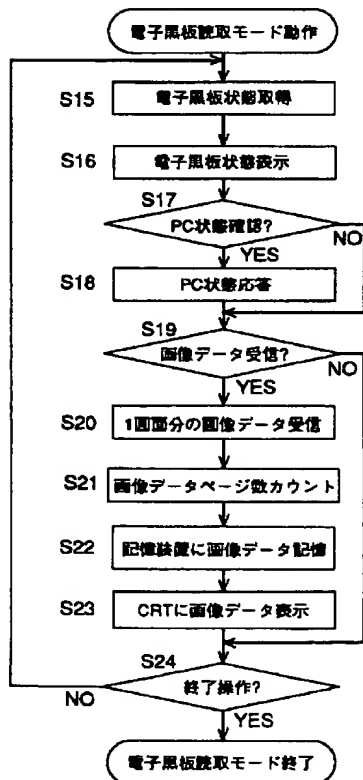 電子黒板読取モード動作
S15
電子黒板状態取得
S16
電子黒板状態表示
S17
PC状態確認?
NO
YES
S18
PC状態応答
S19
画像データ受信?
NO
YES
S20
1画面分の画像データ受信
S21
画像データページ数カウント
S22
記憶装置に画像データ記憶
S23
CRTに画像データ表示
S24
終了操作?
NO
YES
電子黒板読取モード終了